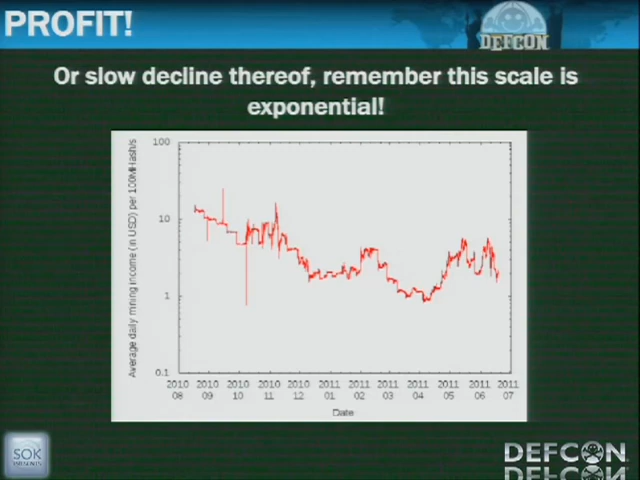 PROFIT!
DEFCON
Or slow decline thereof, remember this scale is
exponential!
Average daily mining income (in USD) per 100MHash/s
100
10
1
0.1
2010 2010 2010 2010 2010 2011 2011 2011 2011 2011 2011 2011
08 09 10 11 12 01 02 03 04 05 06 07
Date
SOK
DEFCON